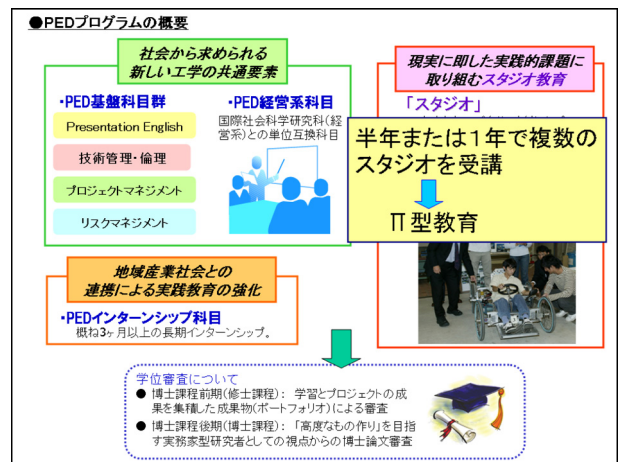 ●PEDプログラムの概要
社会から求められる
新しい工学の共通要素
・PED基盤科目群
Presentation English
技術管理・倫理
プロジェクトマネジメント
リスクマネジメント
・PED経営系科目
国際社会科学研究科(経
営系)との単位互換科目
現実に即した実践的課題に
取り組むスタジオ教育
「スタジオ」
半年または1年で複数の
スタジオを受講
Π型教育
地域産業社会との
連携による実践教育の強化
・PEDインターンシップ科目
概ね3ヶ月以上の長期インターンシップ。
学位審査について
● 博士課程前期(修士課程)： 学習とプロジェクトの成
果を集積した成果物(ポートフォリオ)による審査
● 博士課程後期(博士課程)： 「高度なもの作り」を目指
す実務家型研究者としての視点からの博士論文審査